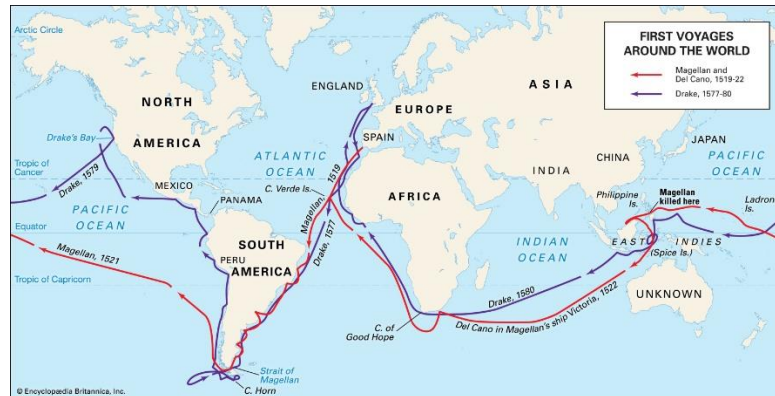 FIRST VOYAGES
AROUND THE WORLD
Magellan and
Del Cano, 1519-22
Drake, 1577-80
Arctic Circle
ENGLAND
ASIA
NORTH
AMERICA
EUROPE
Drake's Bay
SPAIN
JAPAN
ATLANTIC
OCEAN
CHINA
PACIFIC
OCEAN
Tropic of
Cancer
Drake, 1579
MEXICO
C. Verde Is.
Magellan, 1519
INDIA
Philippine
Is.
Magellan
killed here
Ladron
Is.
PANAMA
AFRICA
PACIFIC
OCEAN
Drake, 1577
Equator
SOUTH
AMERICA
INDIAN
OCEAN
EAST INDIES
(Spice Is.)
Magellan, 1521
PERU
Tropic of Capricorn
Drake, 1580
UNKNOWN
C. of
Good Hope
Del Cano in Magellan's ship Victoria, 1522
Strait of
Magellan
C. Horn
© Encyclopædia Britannica, Inc.